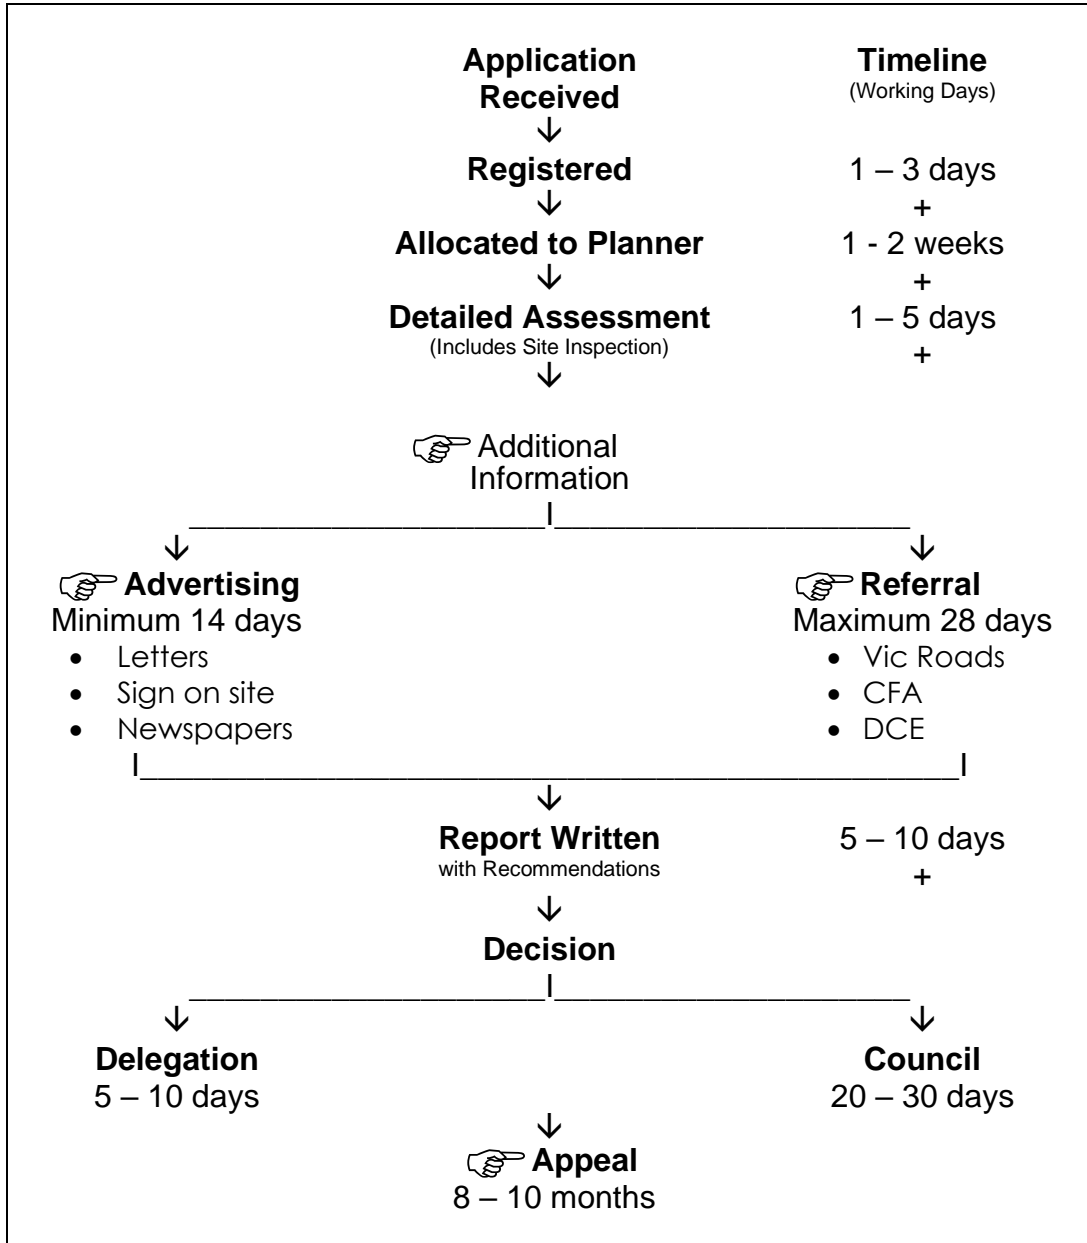 Application Timeline
Received (Working Days)
Registered 1 – 3 days
+
Allocated to Planner 1 - 2 weeks
+
Detailed Assessment 1 – 5 days
(Includes Site Inspection)
+
Additional
Information
Advertising Referral
Minimum 14 days Maximum 28 days
• Letters • Vic Roads
• Sign on site • CFA
• Newspapers • DCE
Report Written 5 – 10 days
with Recommendations +
Decision
Delegation Council
5 – 10 days 20 – 30 days
Appeal
8 – 10 months